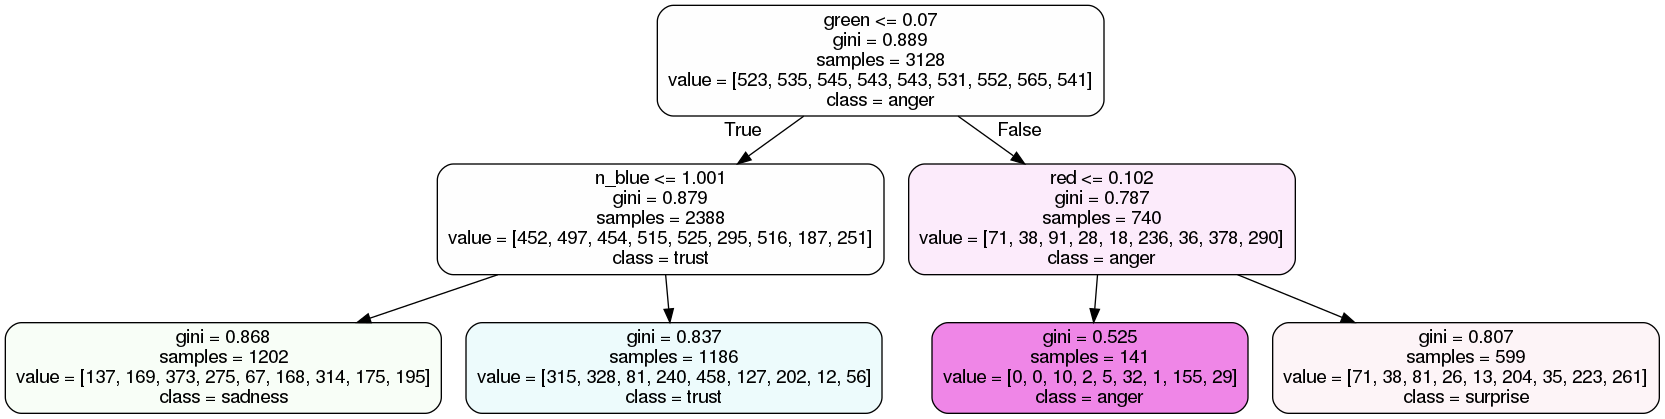 green <= 0.07
gini = 0.889
samples = 3128
value = [523, 535, 545, 543, 543, 531, 552, 565, 541]
class = anger
True
False
n_blue <= 1.001
gini = 0.879
samples = 2388
value = [452, 497, 454, 515, 525, 295, 516, 187, 251]
class = trust
red <= 0.102
gini = 0.787
samples = 740
value = [71, 38, 91, 28, 18, 236, 36, 378, 290]
class = anger
gini = 0.868
samples = 1202
value = [137, 169, 373, 275, 67, 168, 314, 175, 195]
class = sadness
gini = 0.837
samples = 1186
value = [315, 328, 81, 240, 458, 127, 202, 12, 56]
class = trust
gini = 0.525
samples = 141
value = [0, 0, 10, 2, 5, 32, 1, 155, 29]
class = anger
gini = 0.807
samples = 599
value = [71, 38, 81, 26, 13, 204, 35, 223, 261]
class = surprise